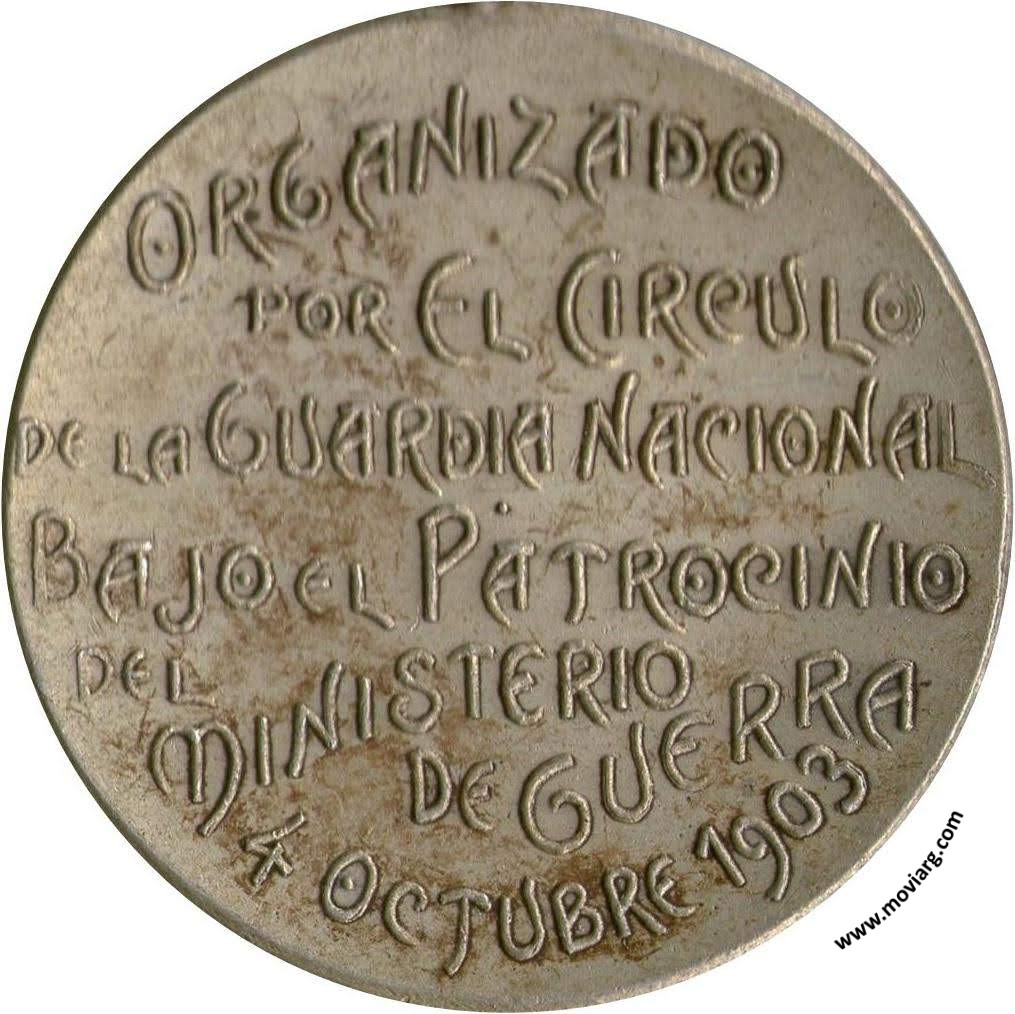 ORGANIZADO
POR EL CIRCULO
DE LA GUARDIA NACIONAL
BAJO EL PATROCINIO
DEL MINISTERIO
DE GUERRA
4 OCTUBRE 1903
www.moviarg.com